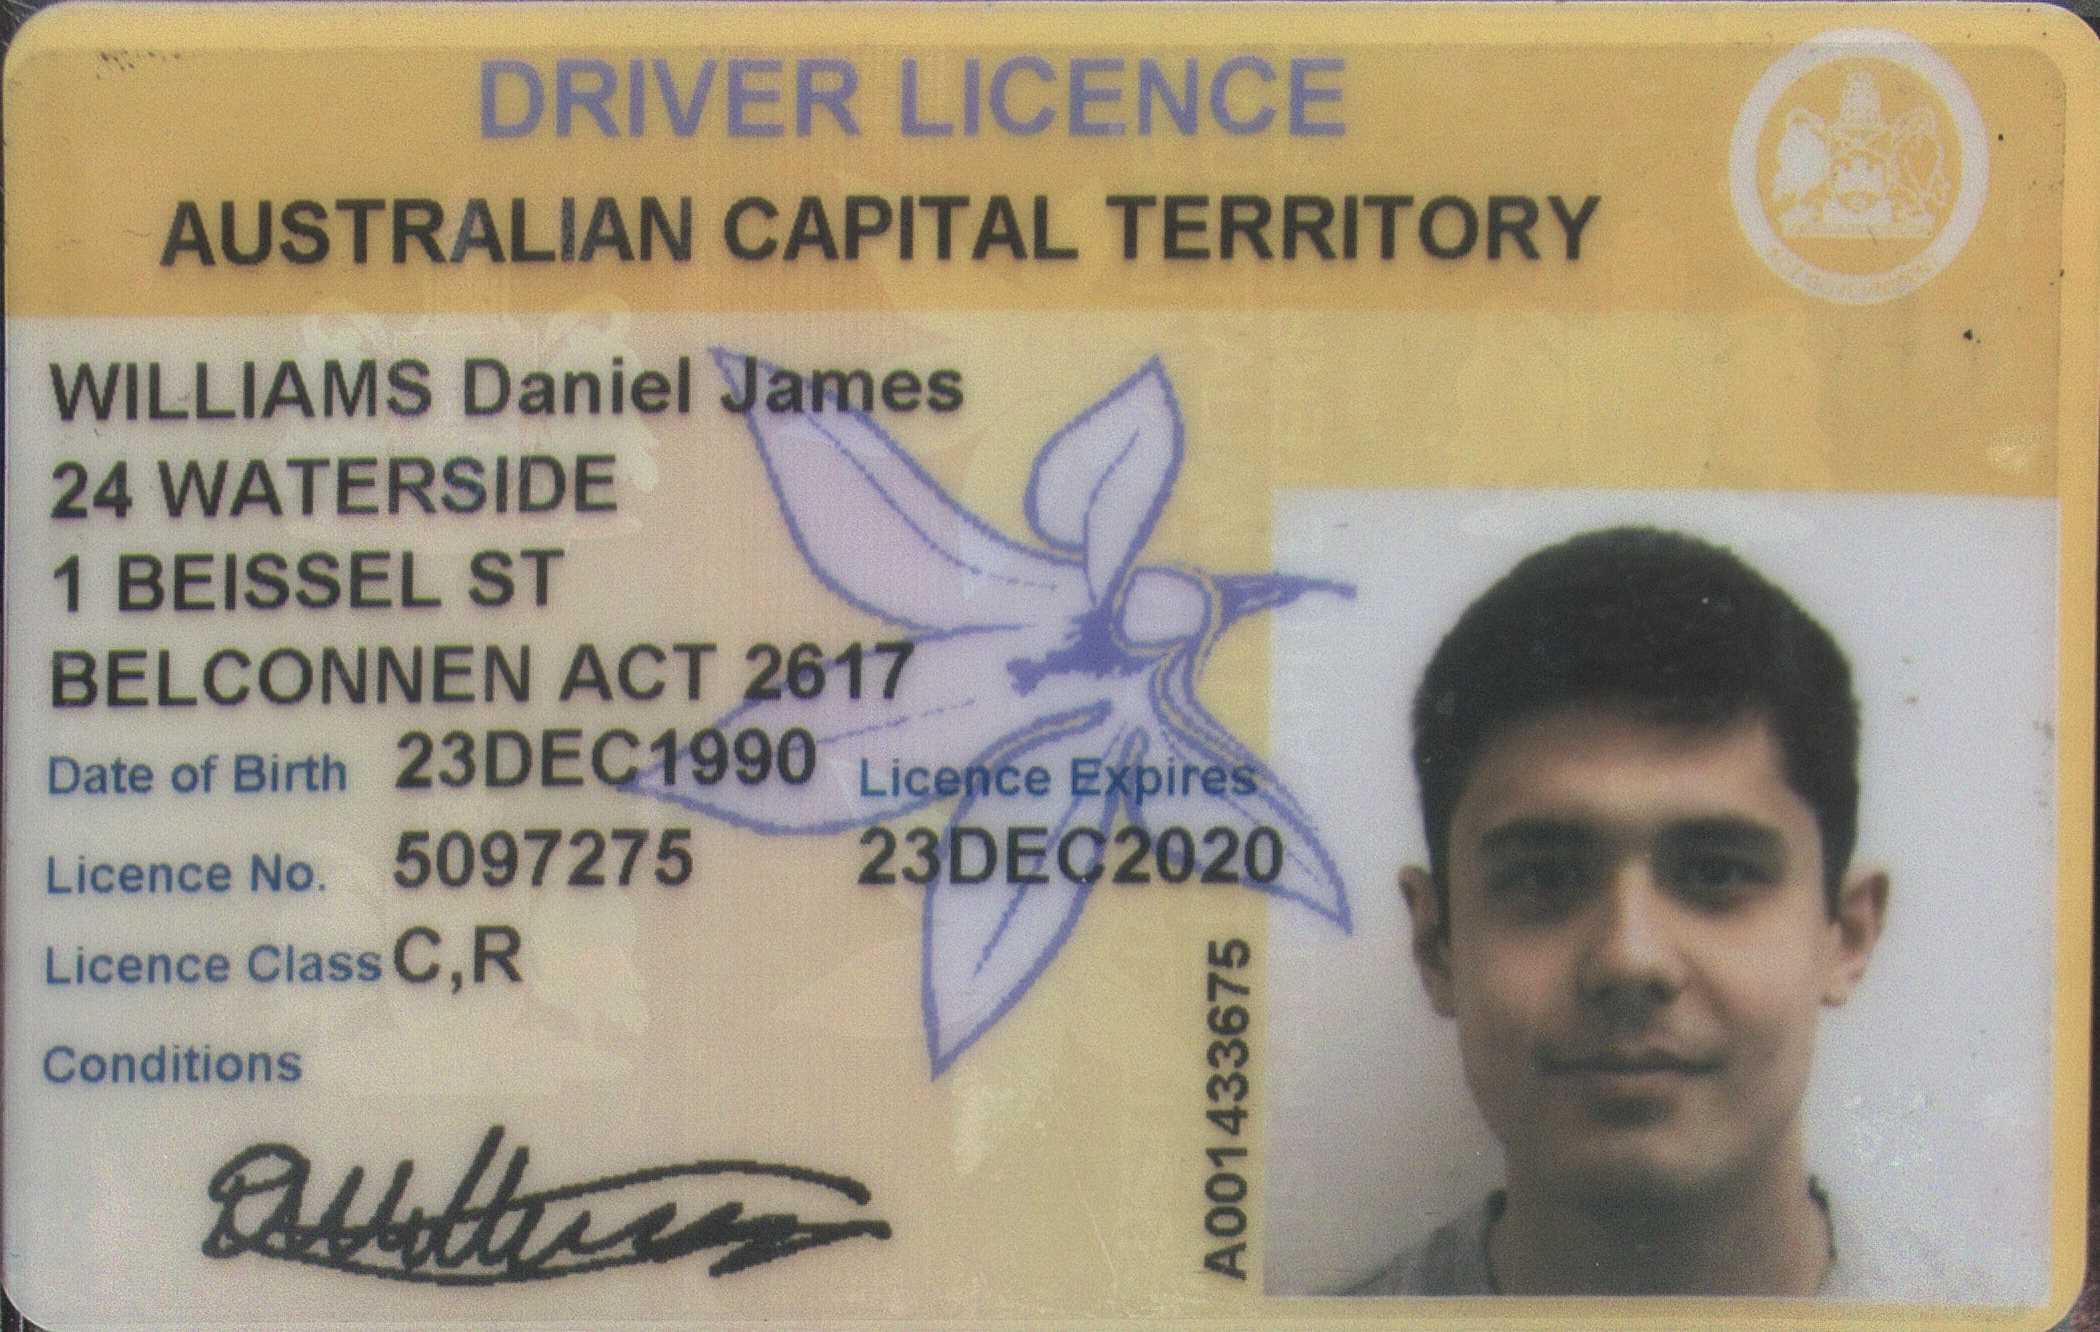 DRIVER LICENCE
AUSTRALIAN CAPITAL TERRITORY
WILLIAMS Daniel James
24 WATERSIDE
1 BEISSEL ST
BELCONNEN ACT 2617
Date of Birth 23DEC1990 Licence Expires
Licence No. 5097275 23DEC2020
Licence Class C,R
Conditions
A001433675